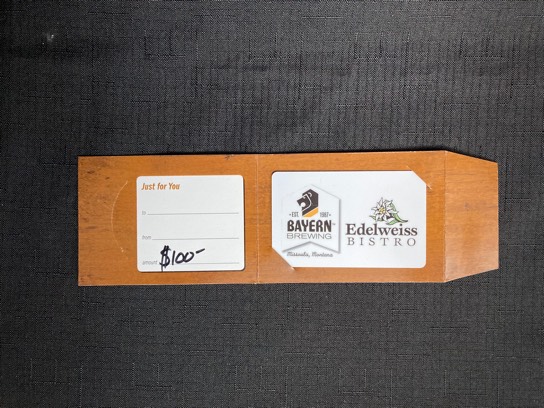 Just for You
to
from
amount $100-
EST. 1987
BAYERN
BREWING
Missoula, Montana
Edelweiss
BISTRO